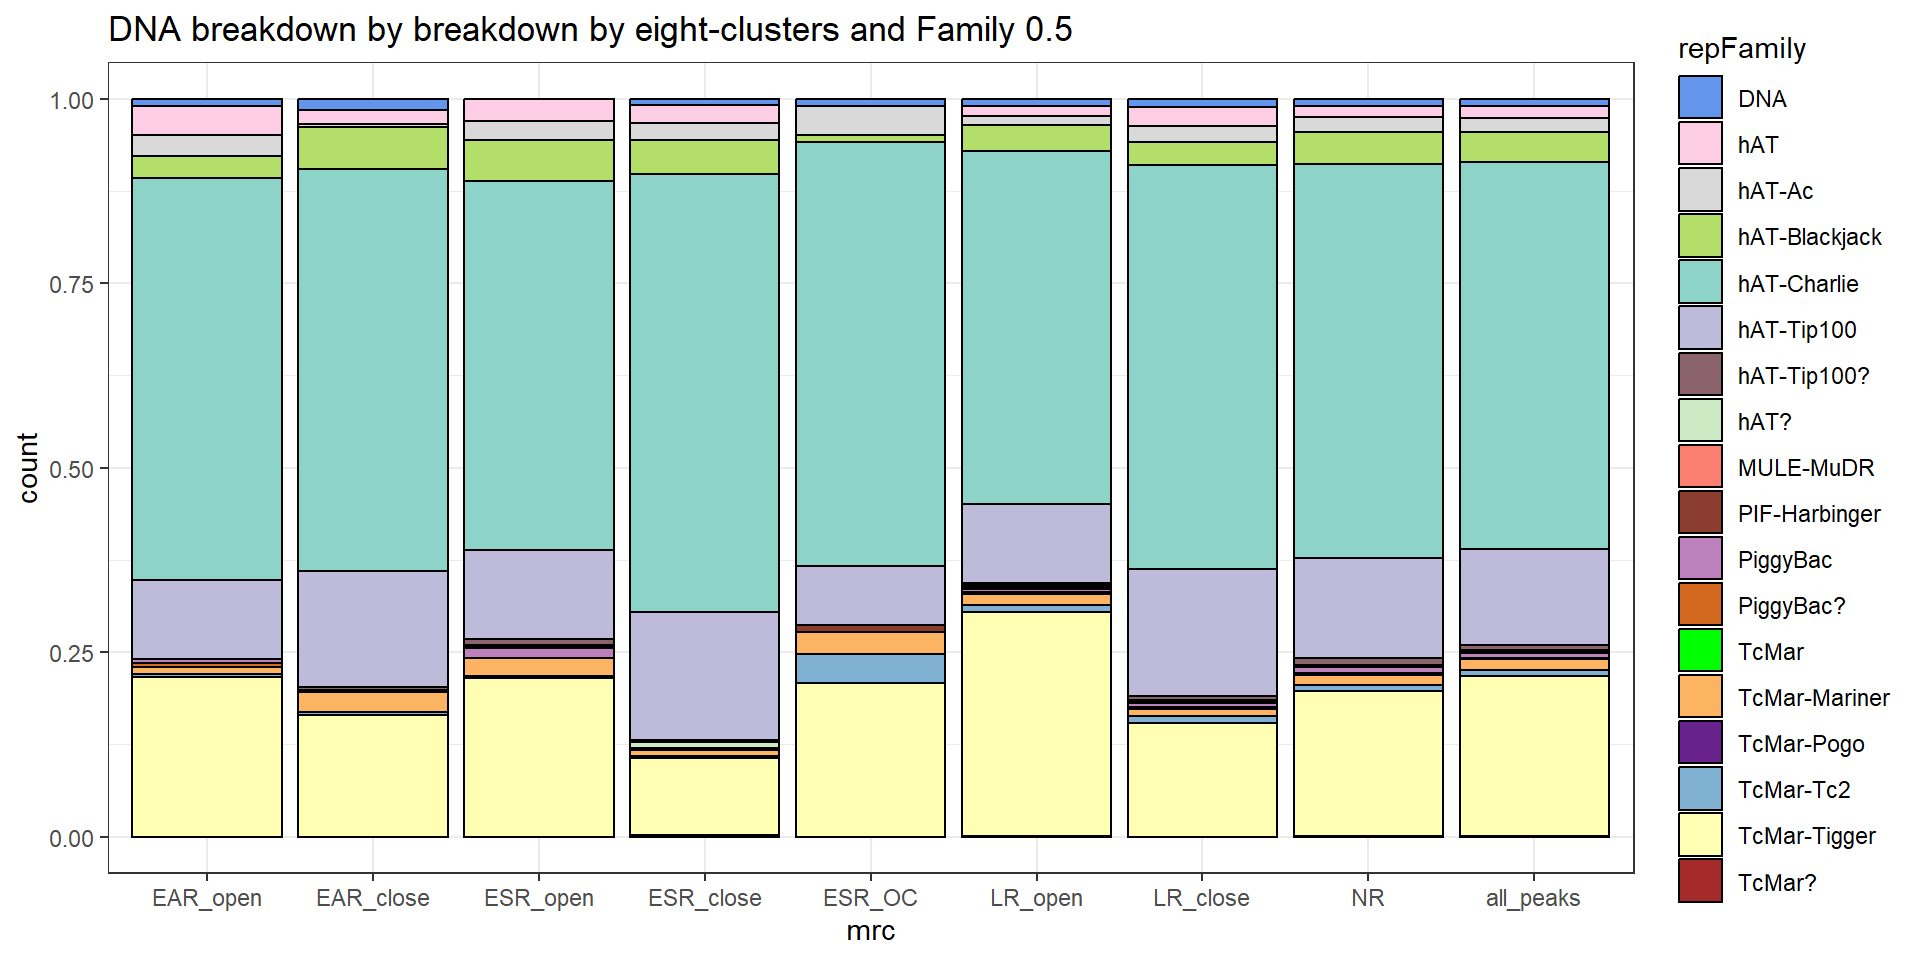 DNA breakdown by breakdown by eight-clusters and Family 0.5
count
1.00
0.75
0.50
0.25
0.00
EAR_open
EAR_close
ESR_open
ESR_close
ESR_OC
LR_open
LR_close
NR
all_peaks
mrc
repFamily
DNA
hAT
hAT-Ac
hAT-Blackjack
hAT-Charlie
hAT-Tip100
hAT-Tip100?
hAT?
MULE-MuDR
PIF-Harbinger
PiggyBac
PiggyBac?
TcMar
TcMar-Mariner
TcMar-Pogo
TcMar-Tc2
TcMar-Tigger
TcMar?